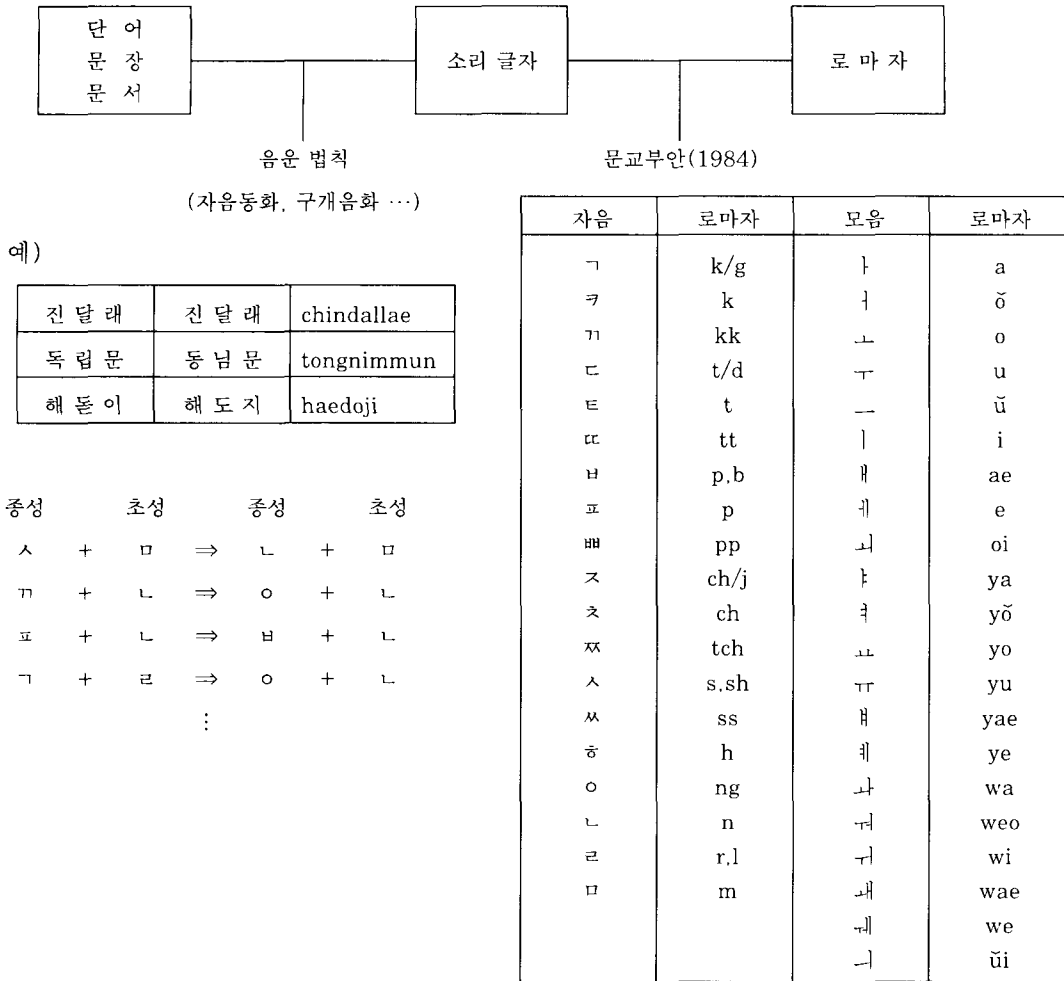 단 어
문 장
문 서
소리 글자
로 마 자
음운 법칙
(자음동화, 구개음화 …)
문교부안(1984)
예)
진 달 래 진 달 래 chindallae
독 립 문 동 님 문 tongnimmun
해 돋 이 해 도 지 haedoji
종성 초성 종성 초성
ㅅ + ㅁ ⇒ ㄴ + ㅁ
ㄲ + ㄴ ⇒ ㅇ + ㄴ
ㅍ + ㄴ ⇒ ㅂ + ㄴ
ㄱ + ㄹ ⇒ ㅇ + ㄴ
⋮
자음 로마자 모음 로마자
ㄱ k/g ㅏ a
ㅋ k ㅓ ŏ
ㄲ kk ㅗ o
ㄷ t/d ㅜ u
ㅌ t ㅡ ŭ
ㄸ tt ㅣ i
ㅂ p,b ㅐ ae
ㅍ p ㅔ e
ㅃ pp ㅚ oi
ㅈ ch/j ㅑ ya
ㅊ ch ㅕ yŏ
ㅉ tch ㅛ yo
ㅅ s,sh ㅠ yu
ㅆ ss ㅒ yae
ㅎ h ㅖ ye
ㅇ ng ㅘ wa
ㄴ n ㅝ weo
ㄹ r,l ㅟ wi
ㅁ m ㅙ wae
ㅞ we
ㅢ ŭi